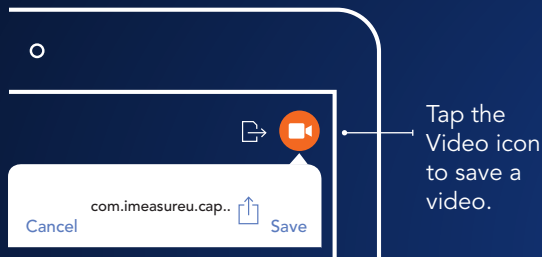 Tap the
Video icon
to save a
video.
com.imeasureu.cap..
Cancel
Save